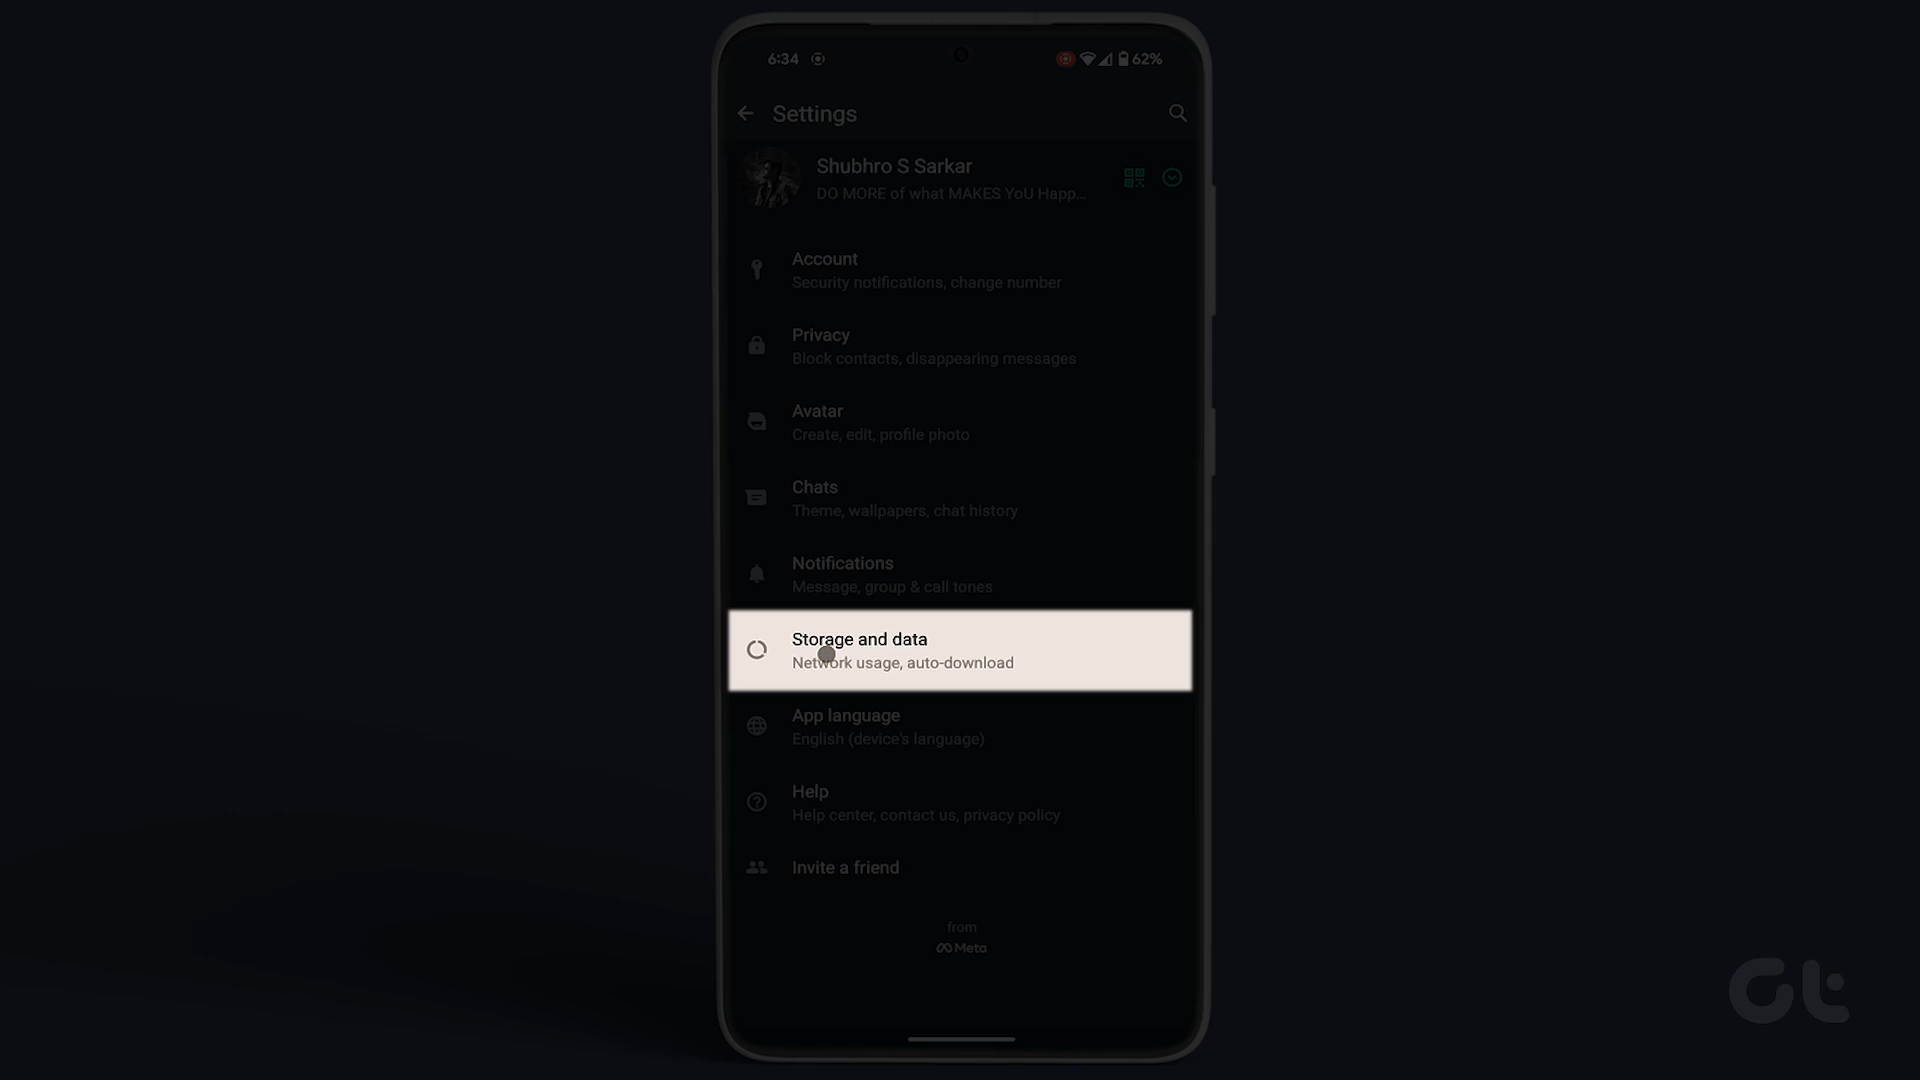 6:34
62%
Settings
Shubhro S Sarkar
DO MORE of what MAKES YoU Happ...
Account
Security notifications, change number
Privacy
Block contacts, disappearing messages
Avatar
Create, edit, profile photo
Chats
Theme, wallpapers, chat history
Notifications
Message, group & call tones
Storage and data
Network usage, auto-download
App language
English (device's language)
Help
Help center, contact us, privacy policy
Invite a friend
from
Meta
Gt